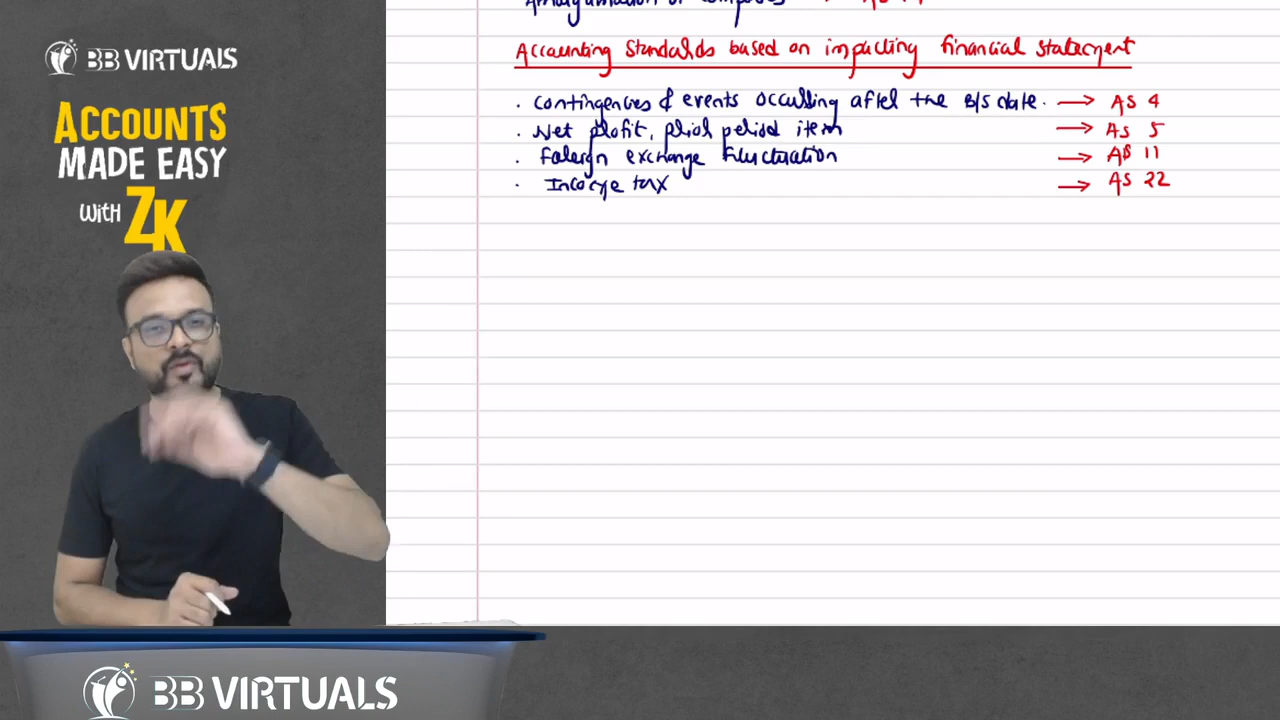 BB VIRTUALS
ACCOUNTS
MADE EASY
WITH ZK
Accounting Standards based on impacting financial statement
. Contingencies & events occurring after the B/S date. → AS 4
. Net profit, prior period item → AS 5
. Foreign exchange fluctuation → AS 11
. Income tax → AS 22
BB VIRTUALS